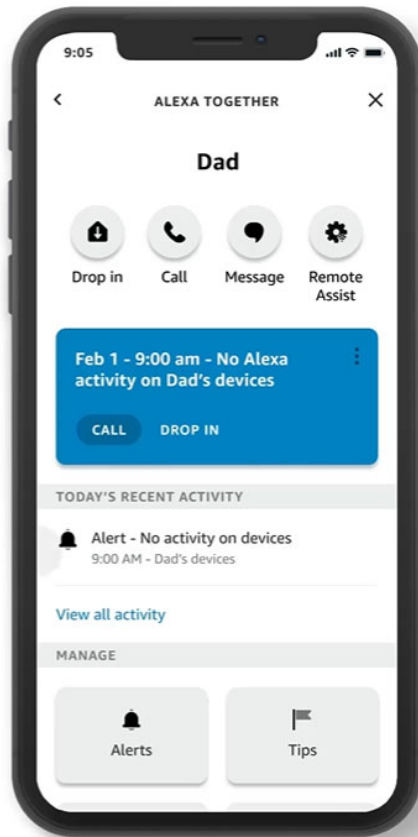 9:05
ALEXA TOGETHER
Dad
Drop in
Call
Message
Remote
Assist
Feb 1 - 9:00 am - No Alexa
activity on Dad's devices
CALL
DROP IN
TODAY'S RECENT ACTIVITY
Alert - No activity on devices
9:00 AM - Dad's devices
View all activity
MANAGE
Alerts
Tips